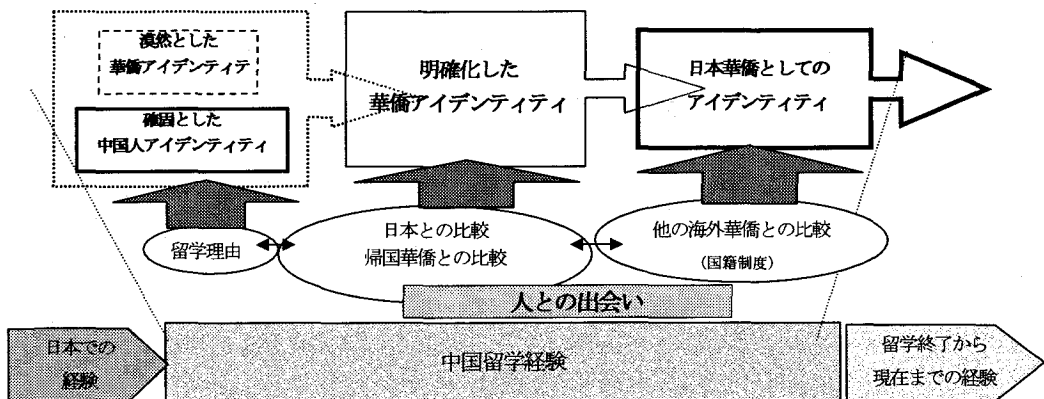 漠然とした
華僑アイデンティテ
確固とした
中国人アイデンティティ
明確化した
華僑アイデンティティ
日本華僑としての
アイデンティティ
留学理由
日本との比較
帰国華僑との比較
他の海外華僑との比較
(国籍制度)
人との出会い
日本での
経験
中国留学経験
留学終了から
現在までの経験